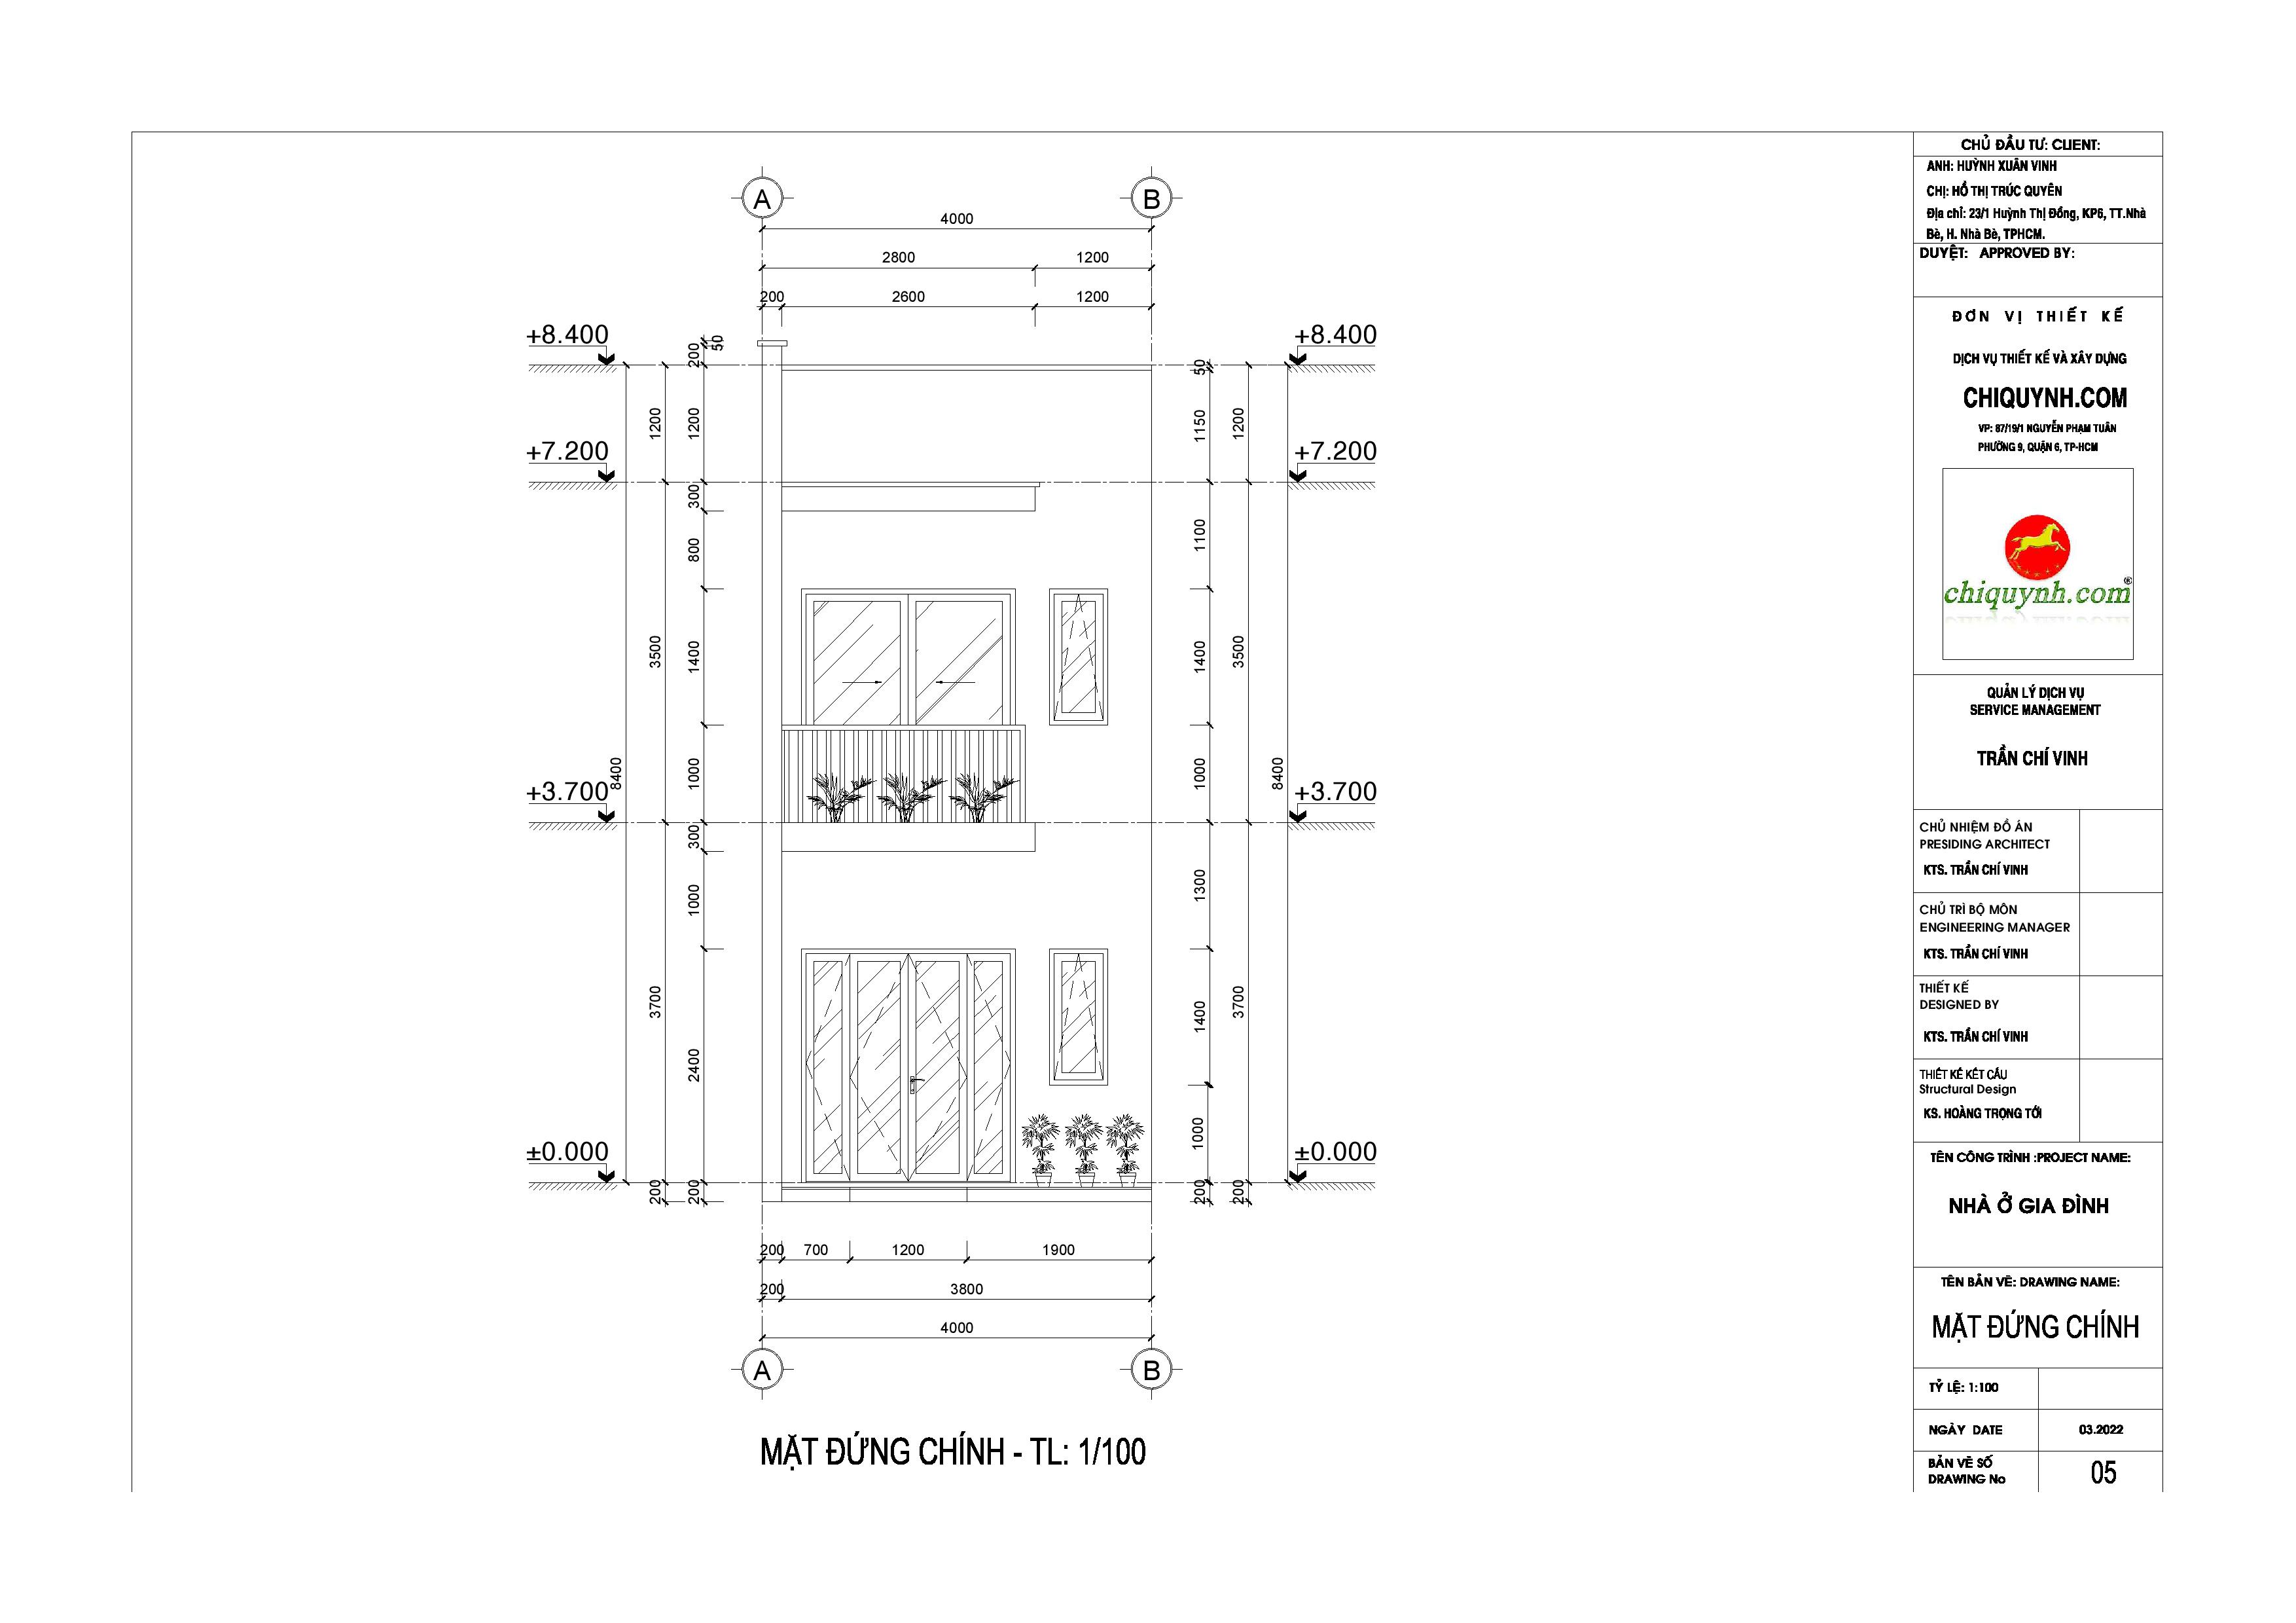 A
B
4000
2800
1200
200
2600
1200
+8.400
+8.400
200
50
50
1200
1200
1150
1200
+7.200
+7.200
300
800
1100
3500
1400
1400
3500
8400
1000
1000
8400
+3.700
+3.700
300
1000
1300
3700
2400
1400
3700
1000
±0.000
±0.000
200
200
200
200
200
700
1200
1900
200
3800
4000
A
B
MẶT ĐỨNG CHÍNH - TL: 1/100
CHỦ ĐẦU TƯ: CLIENT:
ANH: HUỲNH XUÂN VINH
CHỊ: HỒ THỊ TRÚC QUYÊN
Địa chỉ: 23/1 Huỳnh Thị Đồng, KP6, TT.Nhà
Bè, H. Nhà Bè, TPHCM.
DUYỆT: APPROVED BY:
ĐƠN VỊ THIẾT KẾ
DỊCH VỤ THIẾT KẾ VÀ XÂY DỰNG
CHIQUYNH.COM
VP: 87/19/1 NGUYỄN PHẠM TUÂN
PHƯỜNG 9, QUẬN 6, TP-HCM
chiquynh.com®
QUẢN LÝ DỊCH VỤ
SERVICE MANAGEMENT
TRẦN CHÍ VINH
CHỦ NHIỆM ĐỒ ÁN
PRESIDING ARCHITECT
KTS. TRẦN CHÍ VINH
CHỦ TRÌ BỘ MÔN
ENGINEERING MANAGER
KTS. TRẦN CHÍ VINH
THIẾT KẾ
DESIGNED BY
KTS. TRẦN CHÍ VINH
THIẾT KẾ KẾT CẤU
Structural Design
KS. HOÀNG TRỌNG TỚI
TÊN CÔNG TRÌNH :PROJECT NAME:
NHÀ Ở GIA ĐÌNH
TÊN BẢN VẼ: DRAWING NAME:
MẶT ĐỨNG CHÍNH
TỶ LỆ: 1:100
NGÀY DATE
03.2022
BẢN VẼ SỐ
DRAWING No
05